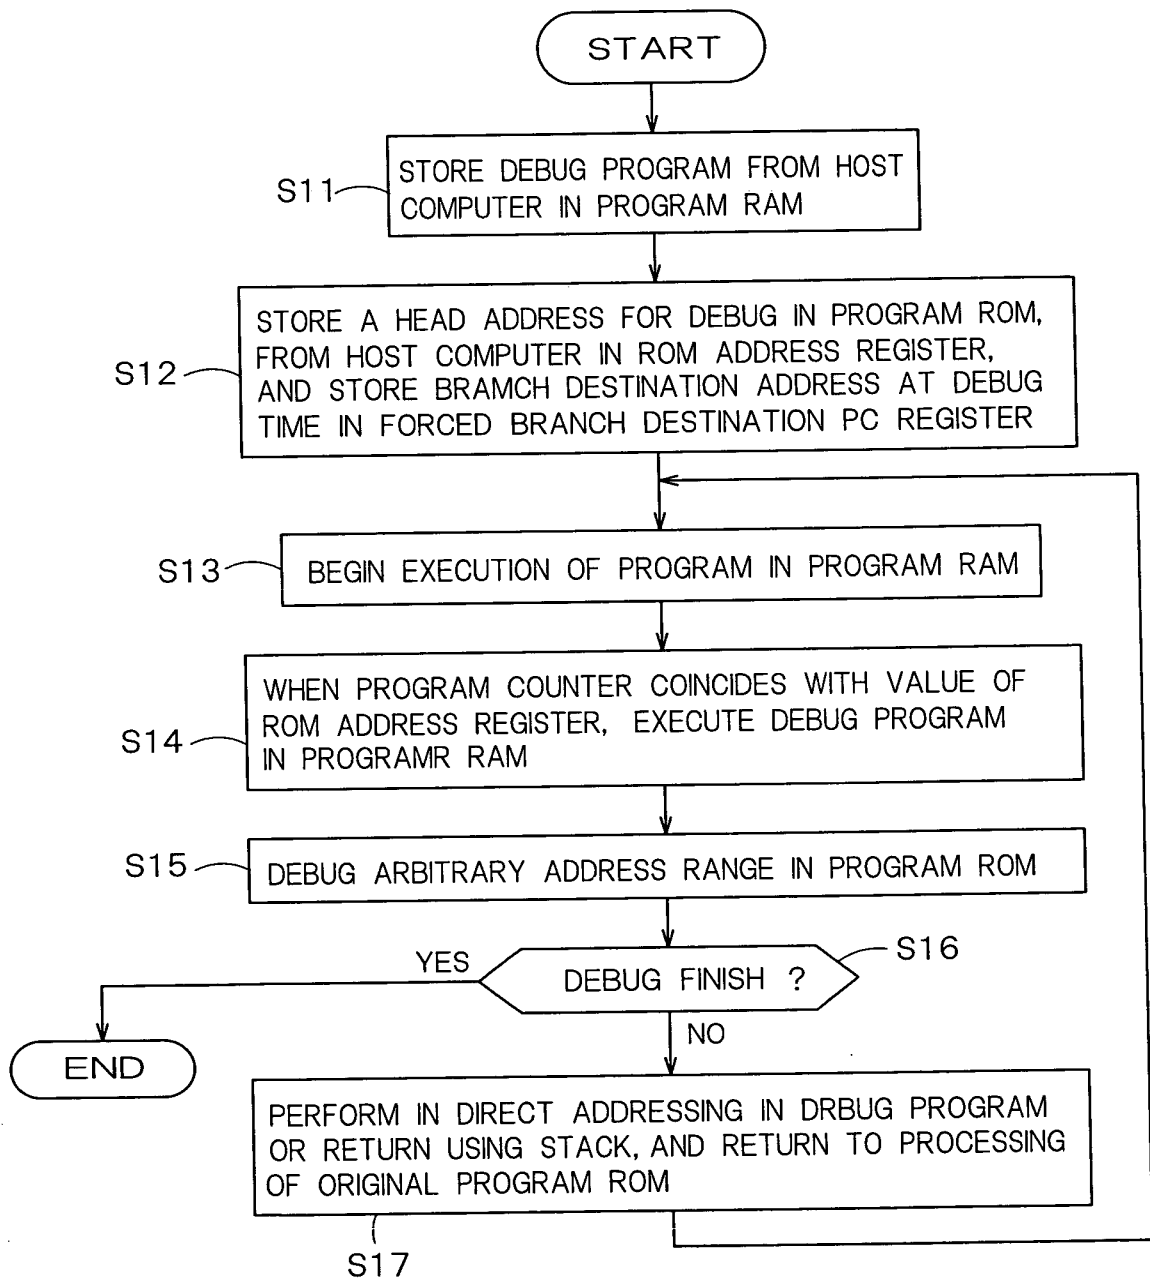 START
S11
STORE DEBUG PROGRAM FROM HOST
COMPUTER IN PROGRAM RAM
S12
STORE A HEAD ADDRESS FOR DEBUG IN PROGRAM ROM,
FROM HOST COMPUTER IN ROM ADDRESS REGISTER,
AND STORE BRAMCH DESTINATION ADDRESS AT DEBUG
TIME IN FORCED BRANCH DESTINATION PC REGISTER
S13
BEGIN EXECUTION OF PROGRAM IN PROGRAM RAM
S14
WHEN PROGRAM COUNTER COINCIDES WITH VALUE OF
ROM ADDRESS REGISTER, EXECUTE DEBUG PROGRAM
IN PROGRAMR RAM
S15
DEBUG ARBITRARY ADDRESS RANGE IN PROGRAM ROM
S16
YES
DEBUG FINISH ?
NO
END
PERFORM IN DIRECT ADDRESSING IN DRBUG PROGRAM
OR RETURN USING STACK, AND RETURN TO PROCESSING
OF ORIGINAL PROGRAM ROM
S17